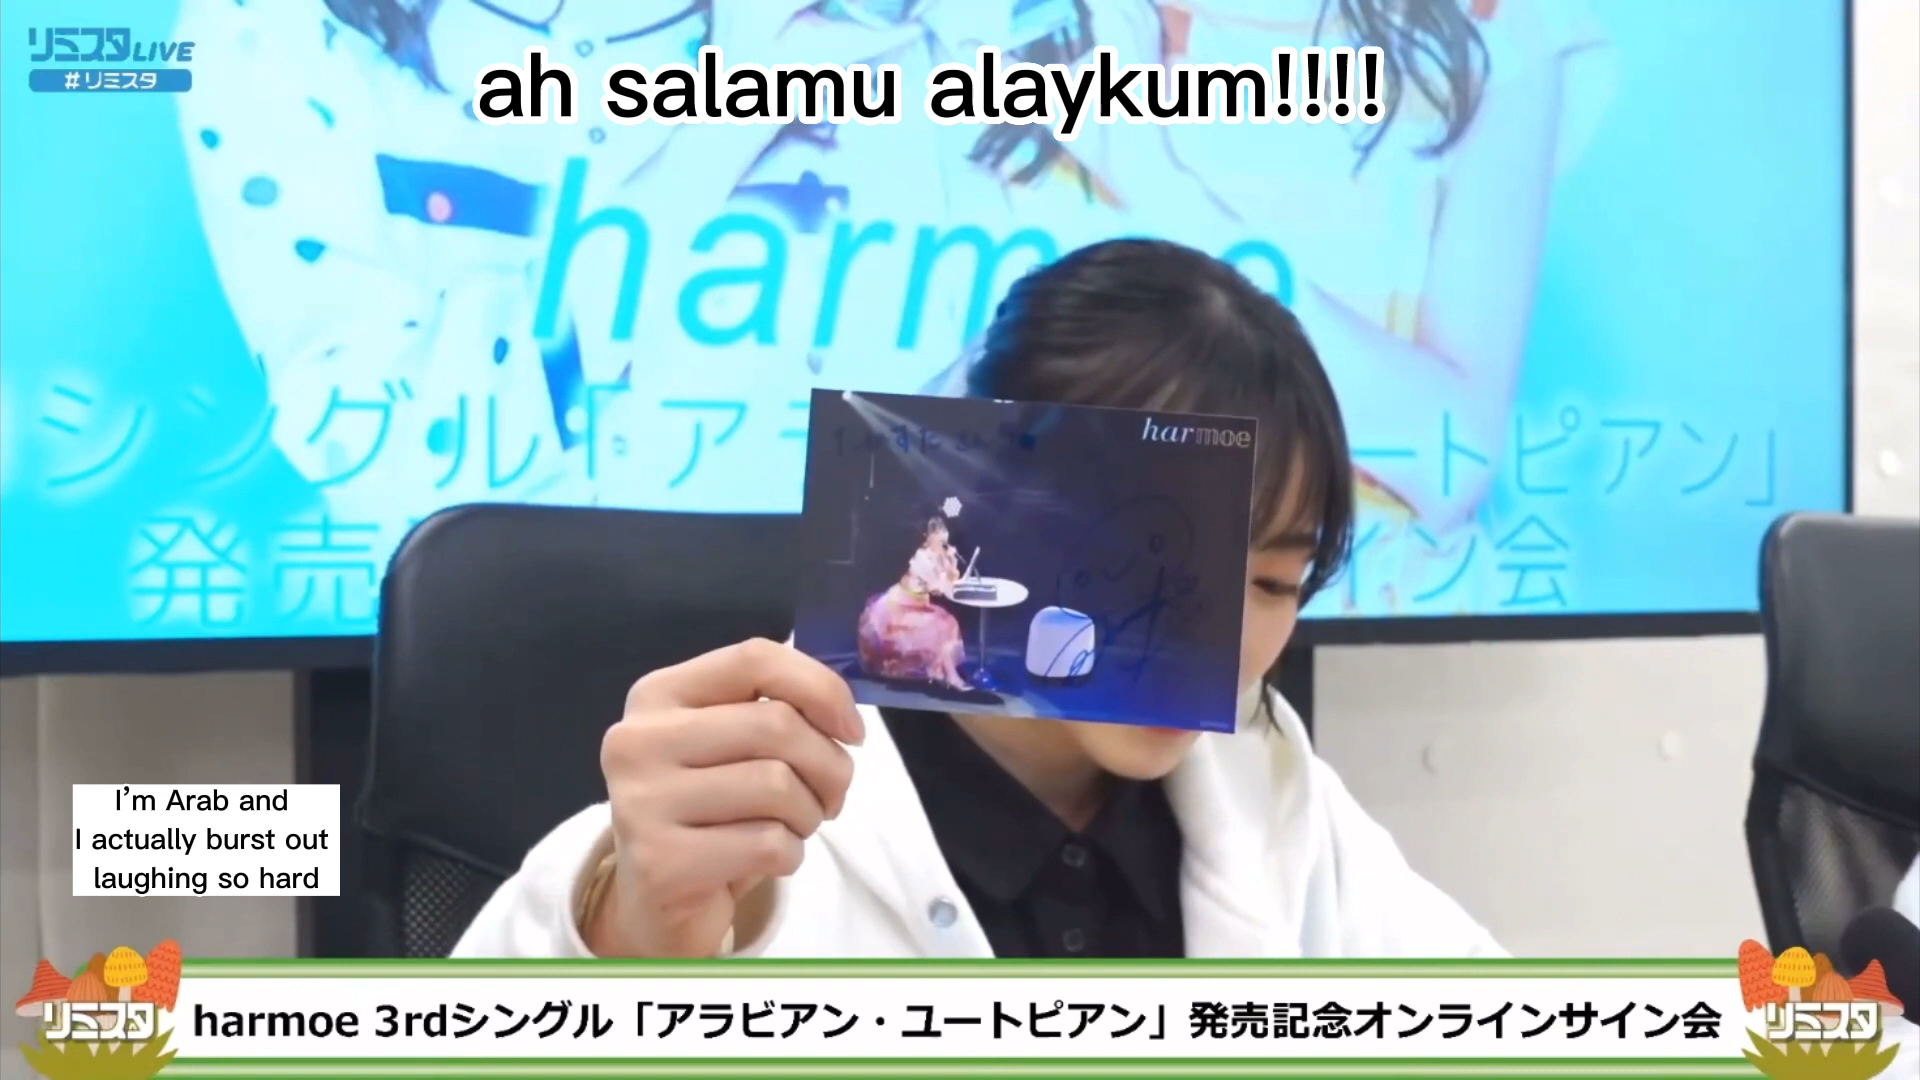 リミスタLIVE
#リミスタ
ah salamu alaykum!!!!
harmoe
シングル「アラ
ートピアン」
発売
イン会
harmoe
I'm Arab and
I actually burst out
laughing so hard
リミスタ
harmoe 3rdシングル「アラビアン・ユートピアン」発売記念オンラインサイン会
リミスタ